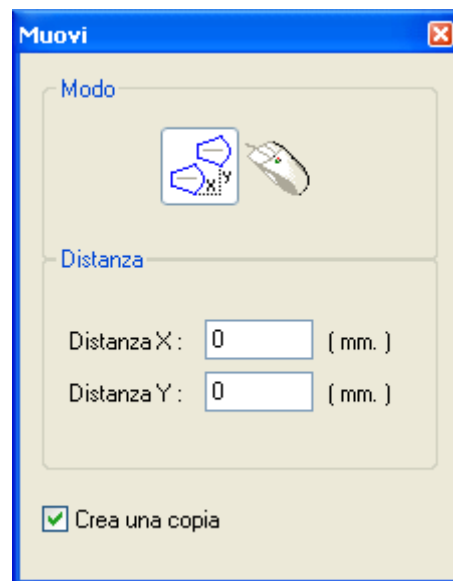 Muovi
Modo
x y
Distanza
Distanza X : 0 ( mm. )
Distanza Y : 0 ( mm. )
Crea una copia